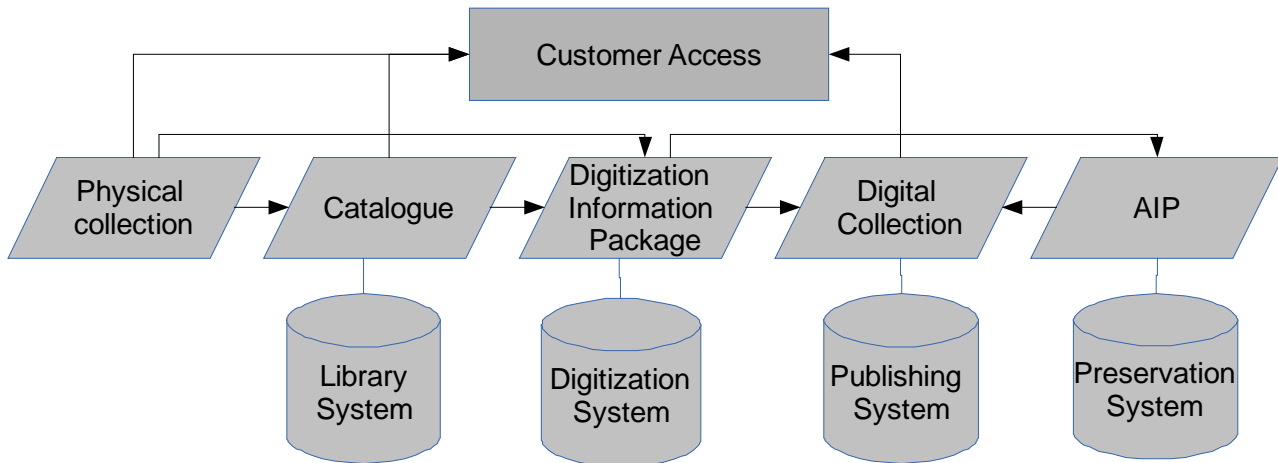 Customer Access
Physical
collection
Catalogue
Digitization
Information
Package
Digital
Collection
AIP
Library
System
Digitization
System
Publishing
System
Preservation
System